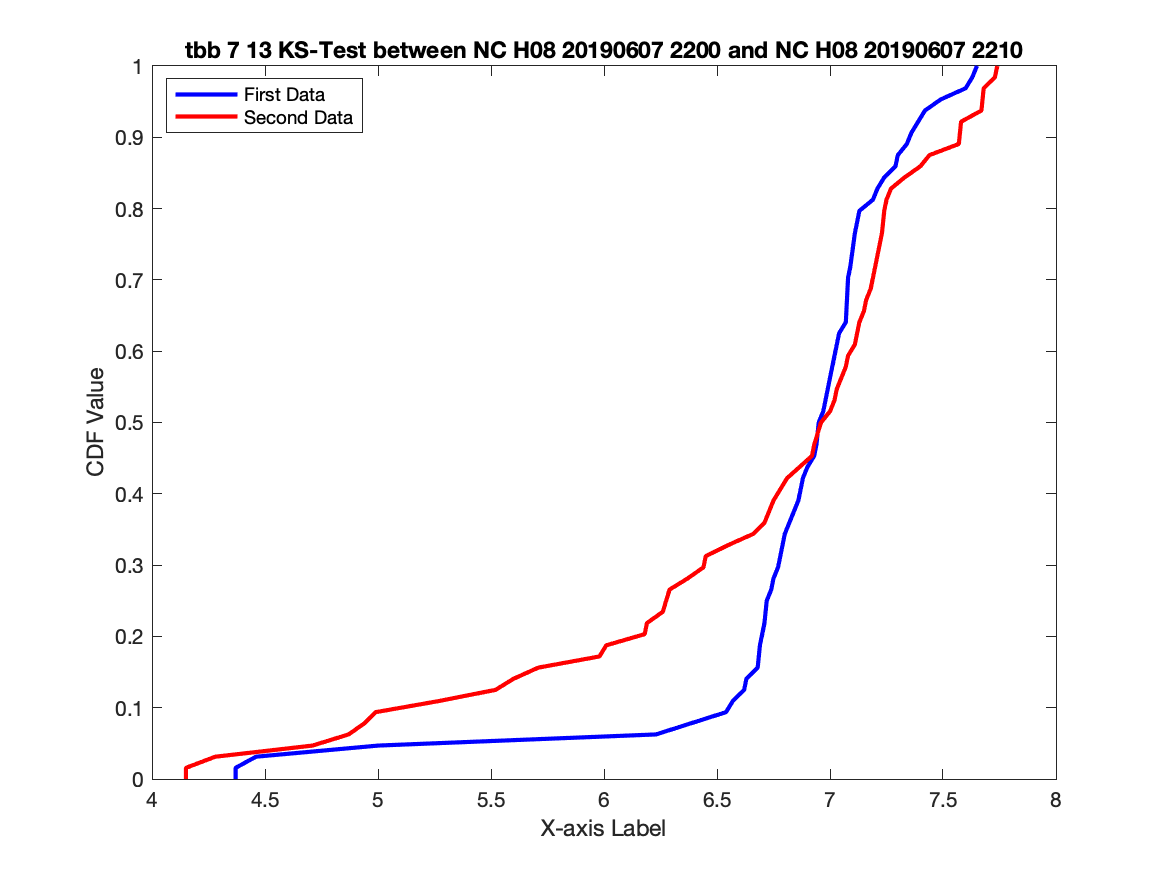 tbb 7 13 KS-Test between NC H08 20190607 2200 and NC H08 20190607 2210
First Data
Second Data
1
0.9
0.8
0.7
0.6
0.5
0.4
0.3
0.2
0.1
0
CDF Value
4 4.5 5 5.5 6 6.5 7 7.5 8
X-axis Label